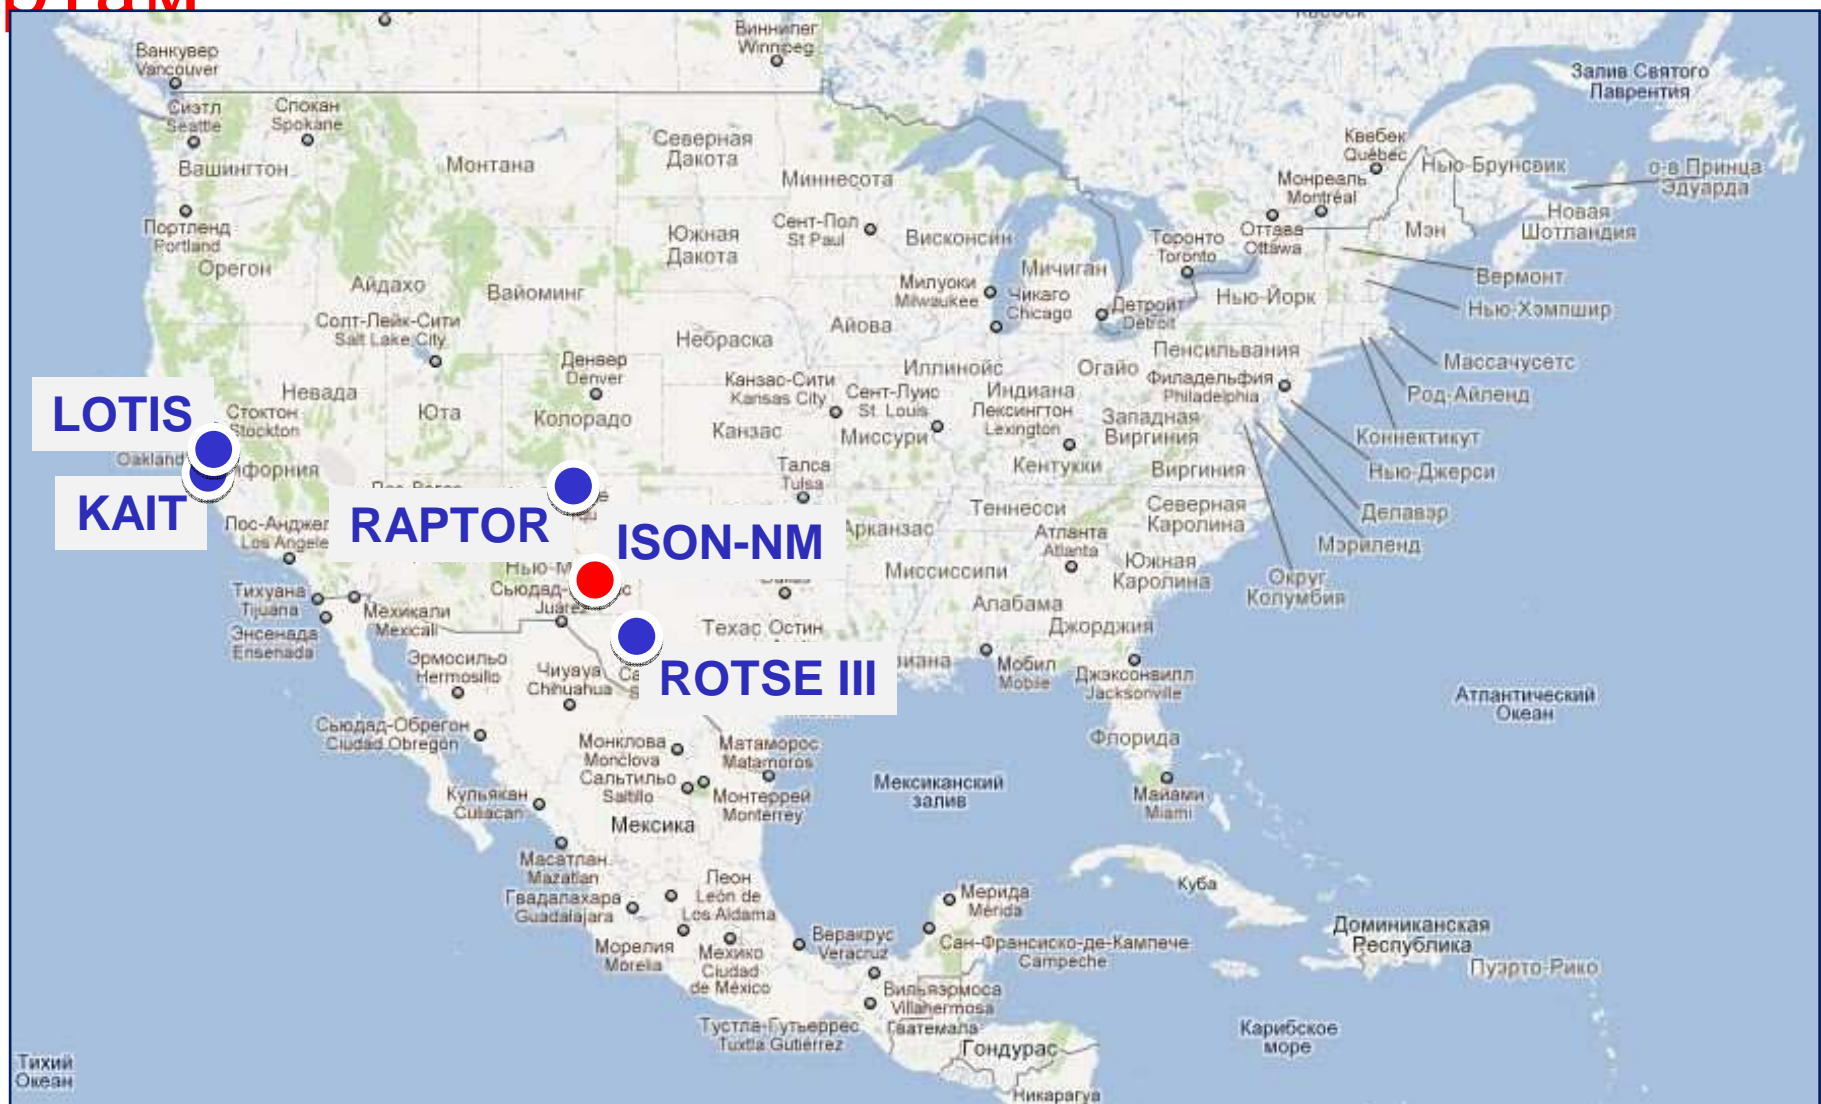 Виннипег
Winnipeg
Ванкувер
Vancouver
Залив Святого
Лаврентия
Сиэтл
Seattle
Спокан
Spokane
Северная
Дакота
Квебек
Québec
Вашингтон
Монтана
Миннесота
Нью-Брунсвик
о-в Принца
Эдуарда
Монреаль
Montréal
Портленд
Portland
Южная
Дакота
Сент-Пол
St Paul
Висконсин
Торонто
Toronto
Оттава
Ottawa
Мэн
Новая
Шотландия
Орегон
Айдахо
Вайоминг
Мичиган
Вермонт
Милуоки
Milwaukee
Чикаго
Chicago
Детройт
Detroit
Нью-Йорк
Нью-Хэмпшир
Солт-Лейк-Сити
Salt Lake City
Небраска
Айова
Пенсильвания
Массачусетс
Денвер
Denver
Иллинойс
Огайо
Филадельфия
Philadelphia
Род-Айленд
Невада
Юта
Колорадо
Канзас-Сити
Kansas City
Сент-Луис
St. Louis
Индиана
Лексингтон
Lexington
Западная
Виргиния
LOTIS
Стоктон
Stockton
Канзас
Миссури
Коннектикут
Oakland
Талса
Tulsa
Кентукки
Виргиния
Нью-Джерси
KAIT
RAPTOR
ISON-NM
Арканзас
Теннесси
Северная
Каролина
Делавэр
Атланта
Atlanta
Мэриленд
Миссисипи
Южная
Каролина
Округ
Колумбия
Тихуана
Tijuana
Мехикали
Mexicali
Juárez
Алабама
Энсенада
Ensenada
Техас
Остин
Джорджия
Эрмосильо
Hermosillo
Чиуауа
Chihuahua
ROTSE III
Мобил
Mobile
Джэксонвилл
Jacksonville
Атлантический
Океан
Сьюдад-Обрегон
Ciudad Obregón
Монклова
Monclova
Матаморос
Matamoros
Флорида
Сальтильо
Saltillo
Монтеррей
Monterrey
Мексиканский
залив
Майами
Miami
Кульякан
Culiacan
Мексика
Масатлан
Mazatlan
Гвадалахара
Guadalajara
Леон
León de
Los Aldama
Мерида
Mérida
Куба
Морелия
Morelia
Мехико
Ciudad
de México
Веракрус
Veracruz
Сан-Франсиско-де-Кампече
Campeche
Доминиканская
Республика
Пуэрто-Рико
Вильяэрмоса
Villahermosa
Тустла-Гутьеррес
Tuxtla Gutiérrez
Гватемала
Гондурас
Карибское
море
Тихий
Океан
Никарагуа